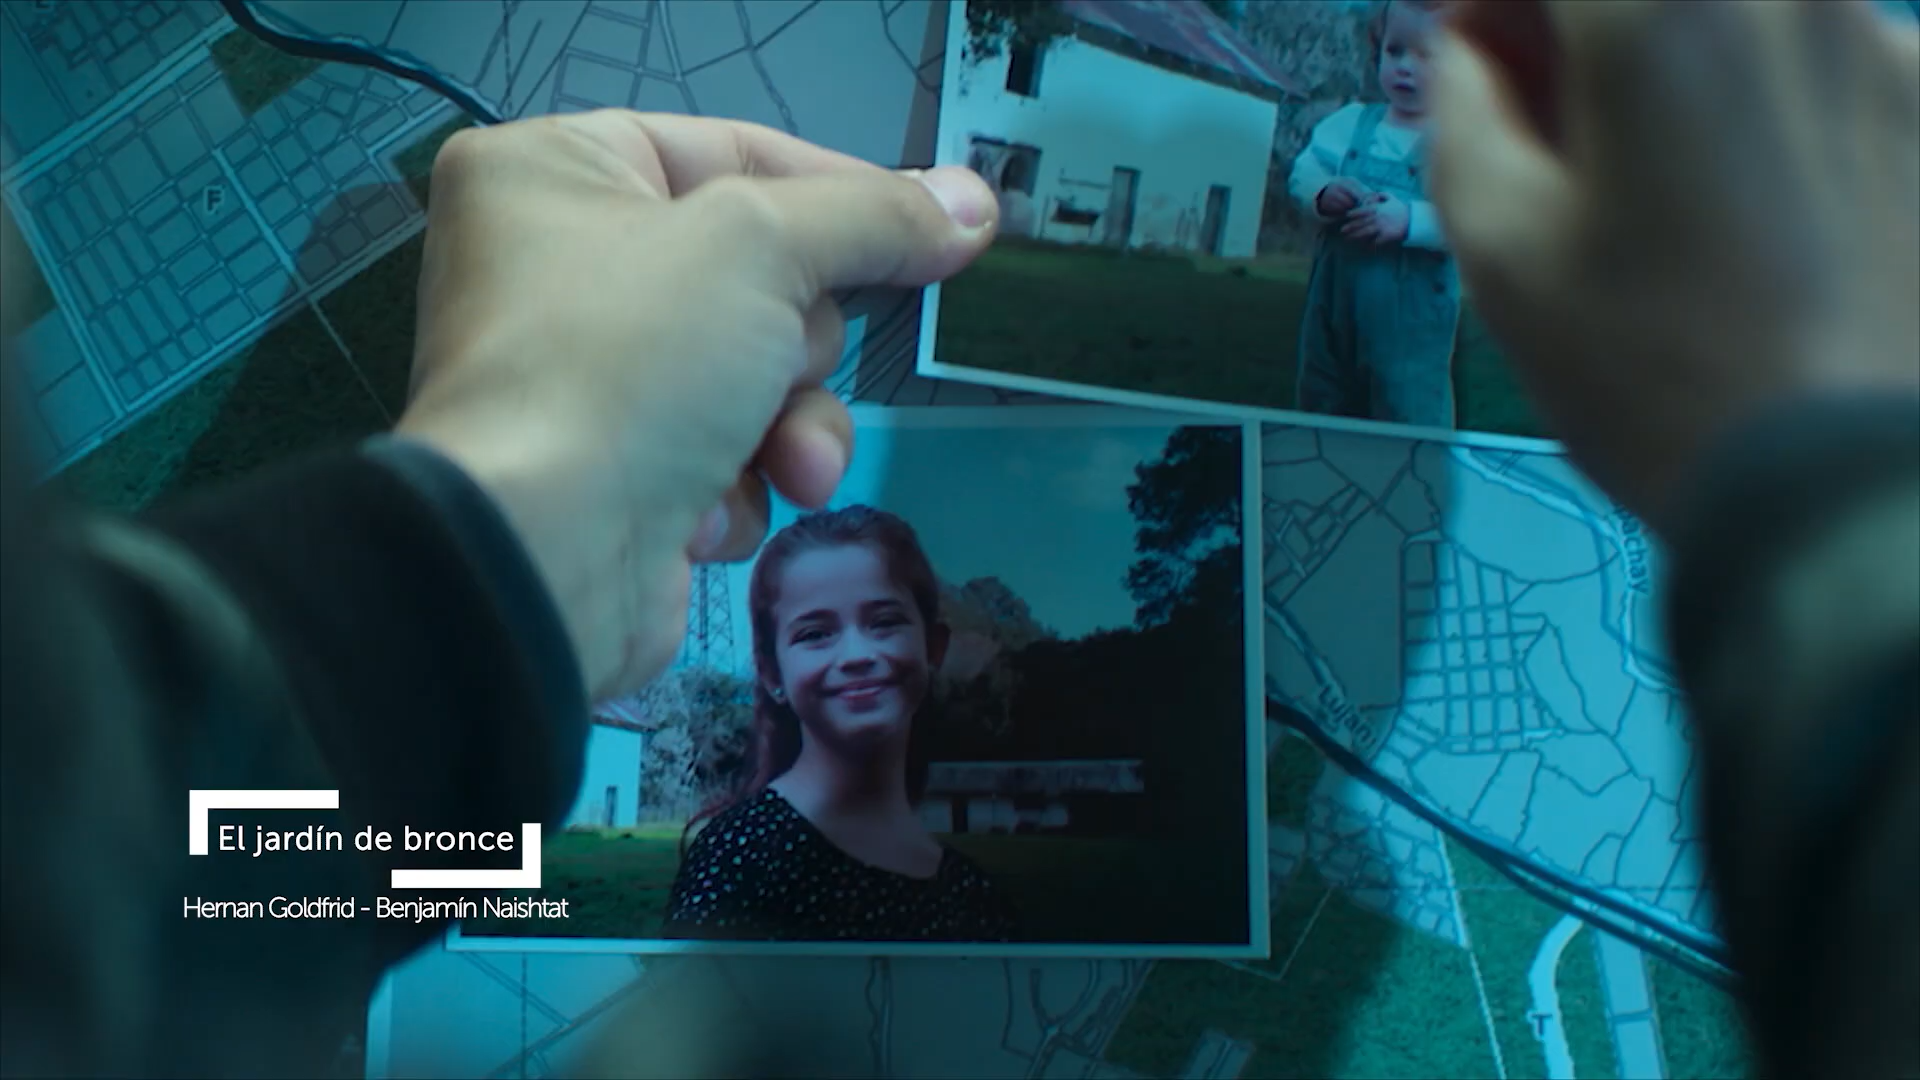 F
Luján
El jardín de bronce
Hernan Goldfrid - Benjamín Naishtat
T